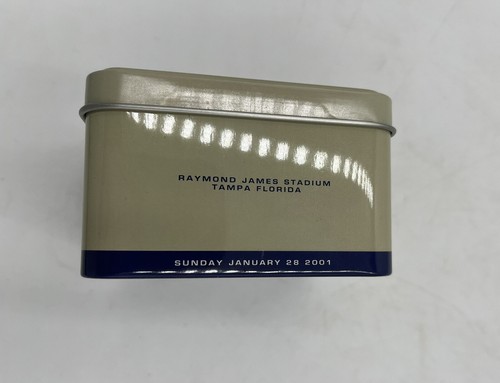 RAYMOND JAMES STADIUM
TAMPA FLORIDA
SUNDAY JANUARY 28 2001